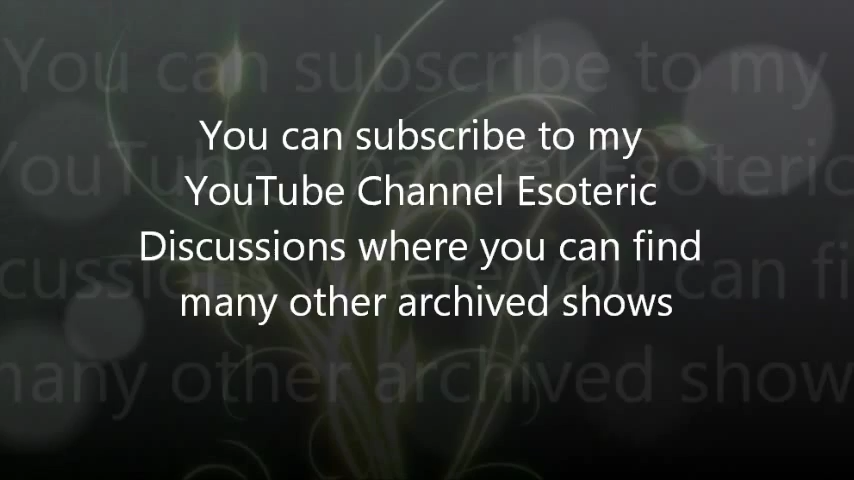 You can subscribe to my
YouTube Channel Esoteric
Discussions where you can find
many other archived shows